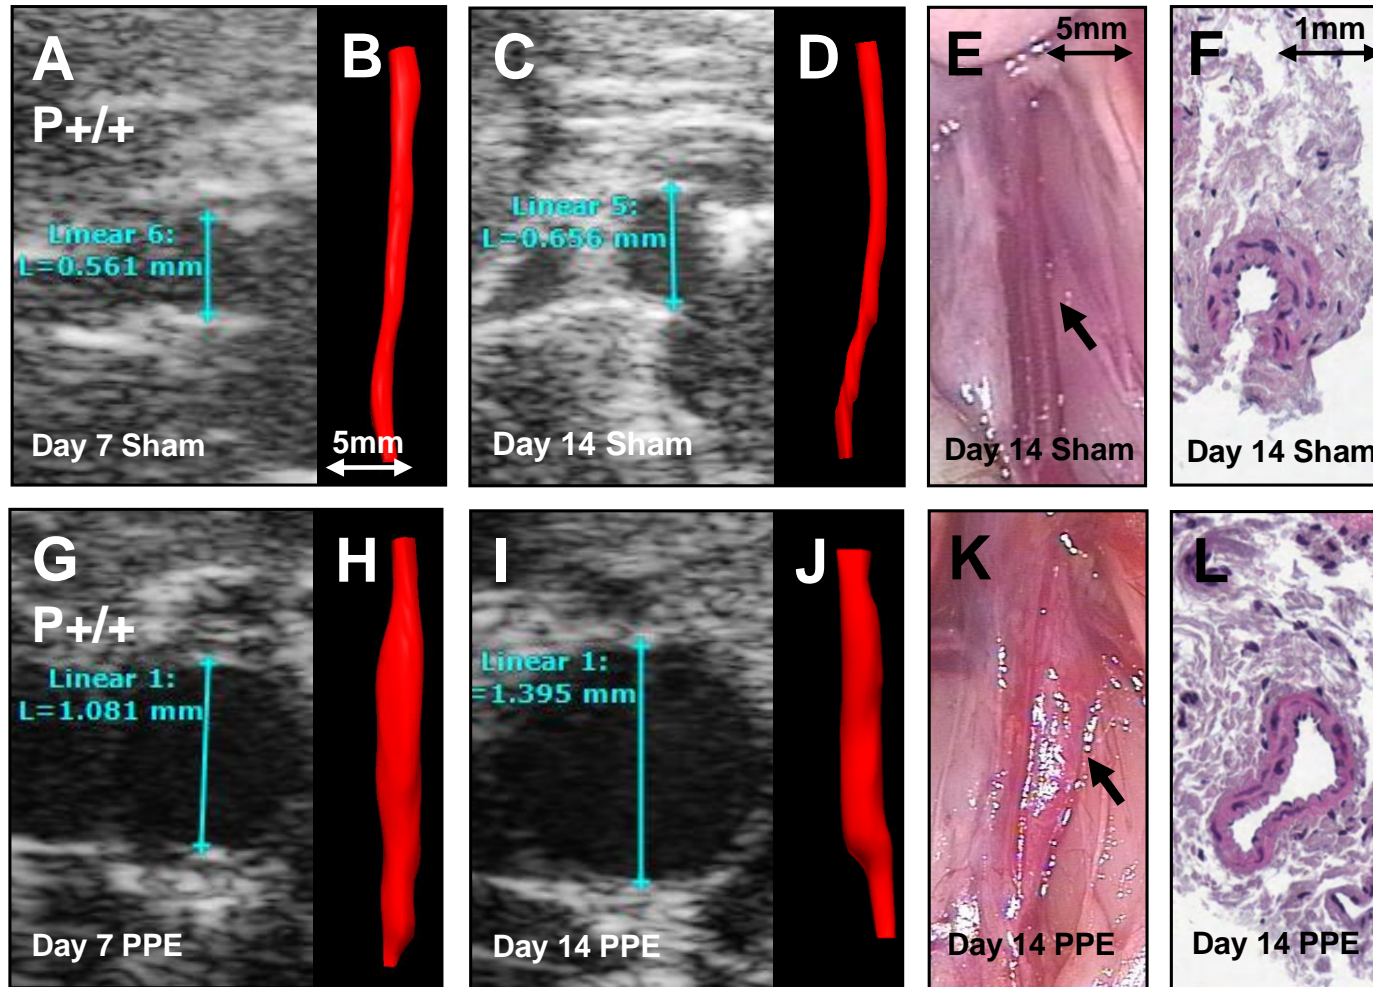 A
P+/+
Linear 6:
L=0.561 mm
Day 7 Sham
B
5mm
C
Linear 5:
L=0.656 mm
Day 14 Sham
D
E
5mm
Day 14 Sham
F
1mm
Day 14 Sham
G
P+/+
Linear 1:
L=1.081 mm
Day 7 PPE
H
I
Linear 1:
=1.395 mm
Day 14 PPE
J
K
Day 14 PPE
L
Day 14 PPE